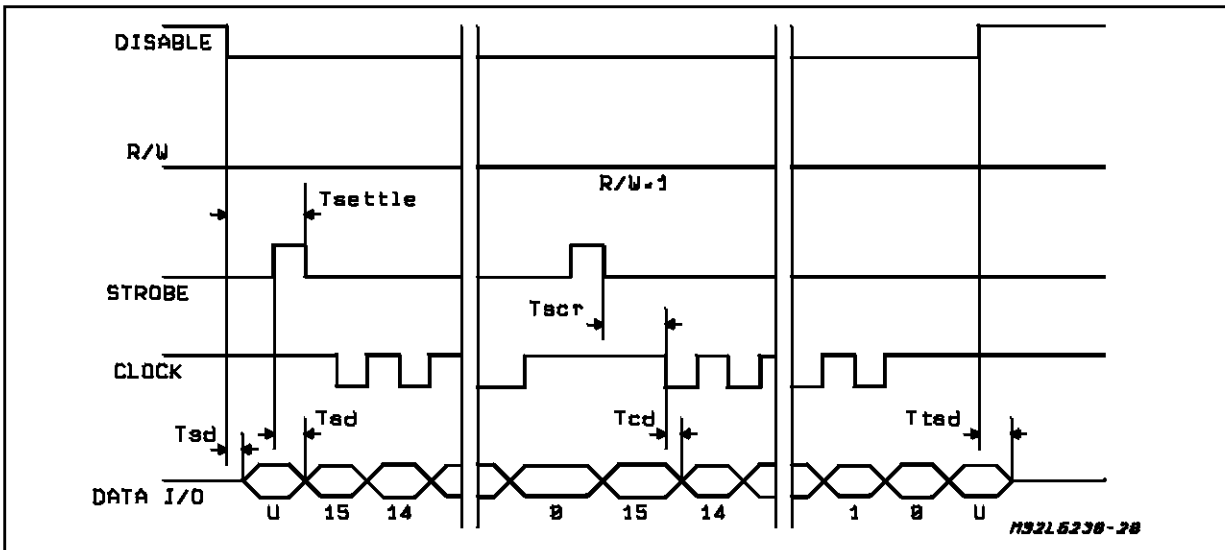 DISABLE
R/W
R/W=1
Tsettle
STROBE
Tscr
CLOCK
Tsd Tsd Tcd Ttsd
DATA I/O
U 15 14 0 15 14 1 0 U
M92L6238-28